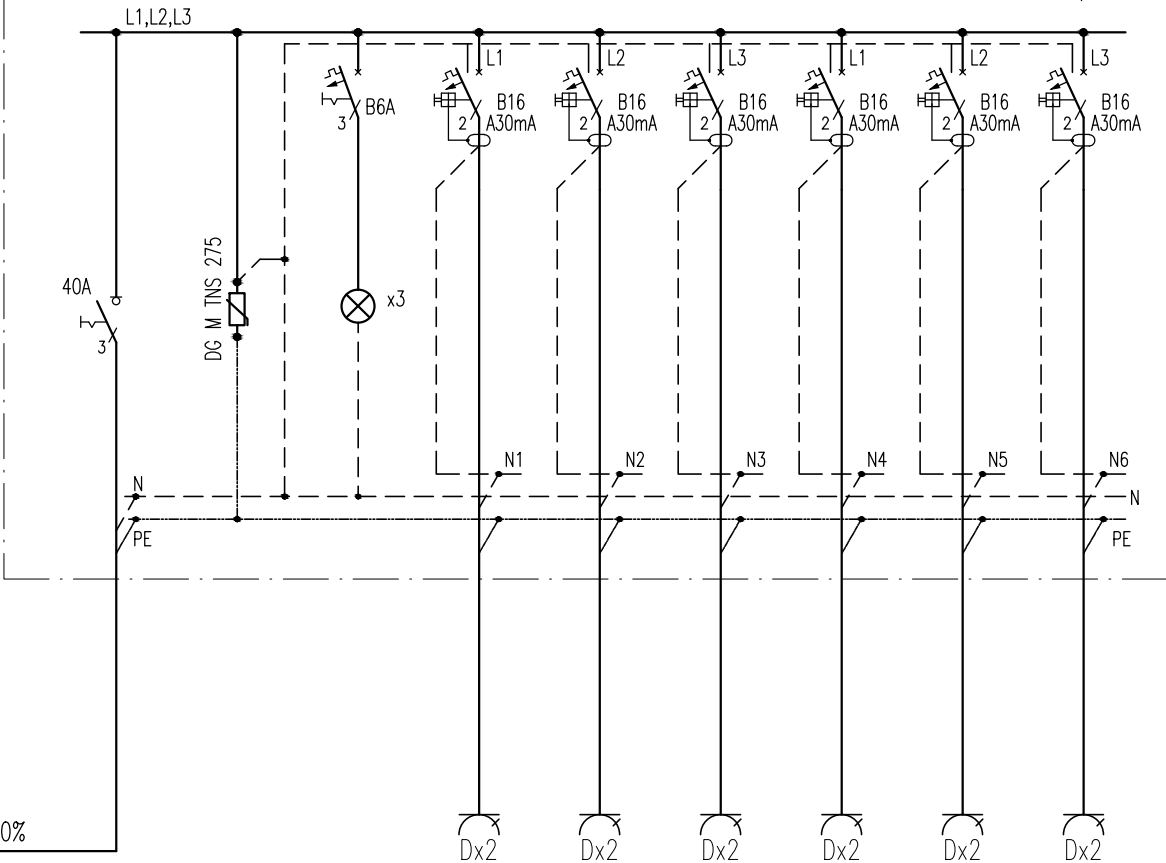 L1,L2,L3
L1 L2 L3 L1 L2 L3
B6A
B16 B16 B16 B16 B16 B16
3 2 2 2 2 2 2
A30mA A30mA A30mA A30mA A30mA A30mA
DG M TNS 275
40A
x3
3
N1 N2 N3 N4 N5 N6
N N
PE PE
0%
Dx2 Dx2 Dx2 Dx2 Dx2 Dx2